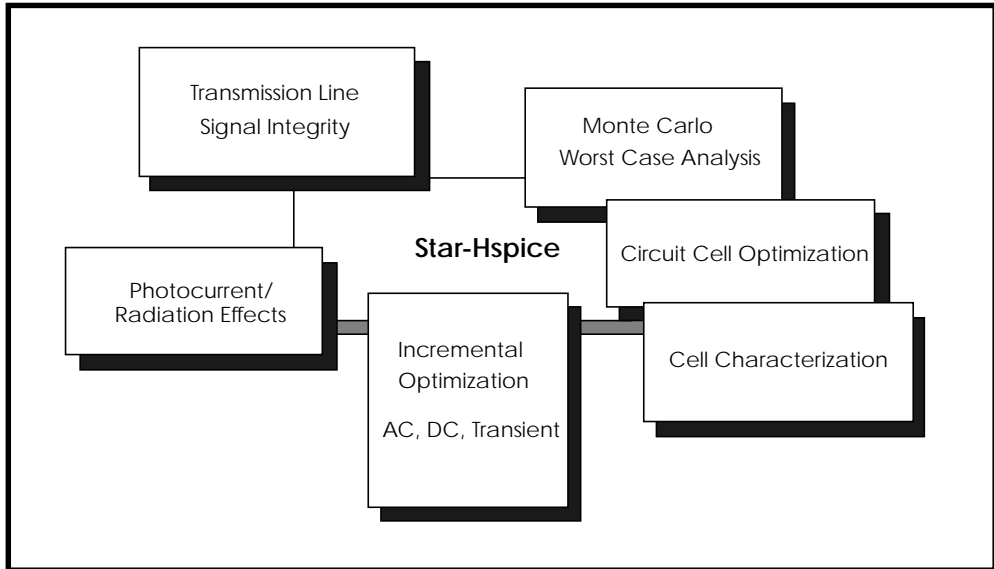 Transmission Line
Signal Integrity
Monte Carlo
Worst Case Analysis
Star-Hspice
Circuit Cell Optimization
Photocurrent/
Radiation Effects
Incremental
Optimization
AC, DC, Transient
Cell Characterization